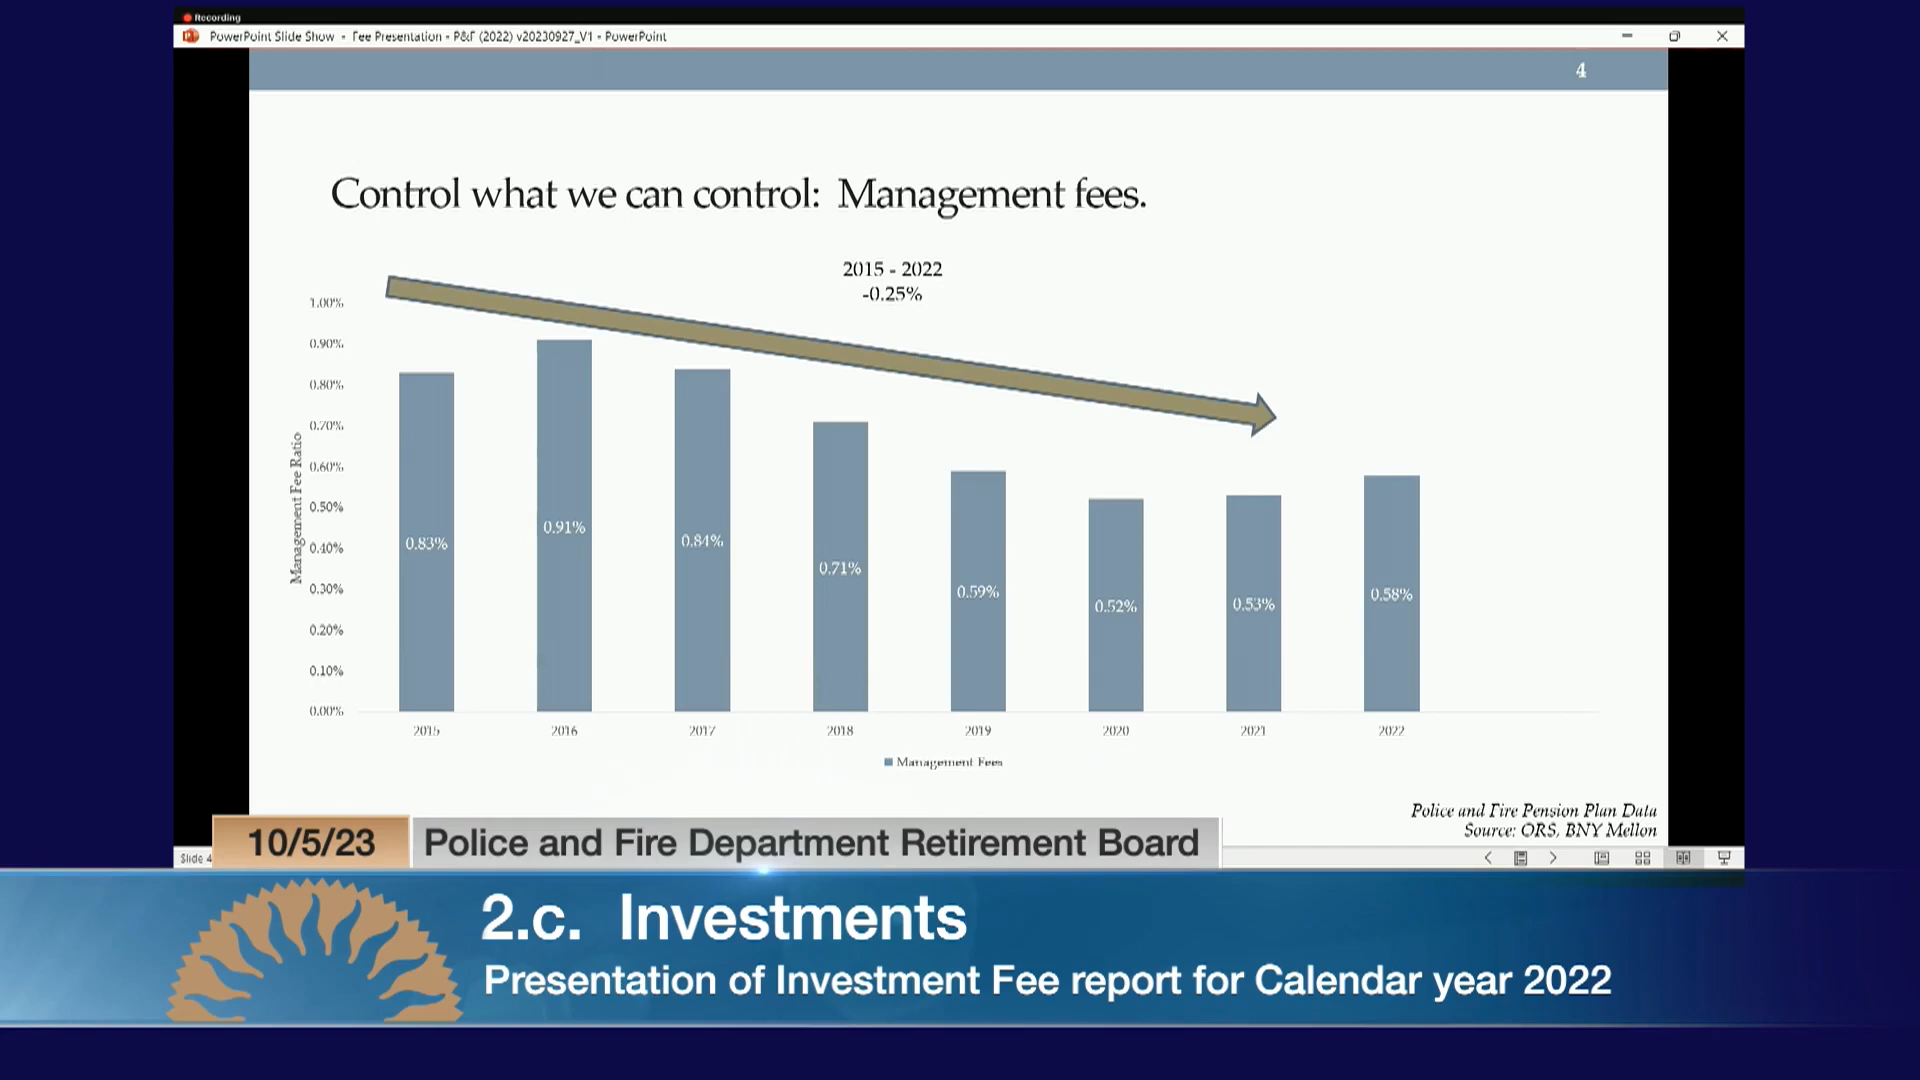 Recording
PowerPoint Slide Show - Fee Presentation - P&F (2022) v20230927_V1 - PowerPoint
4
Control what we can control: Management fees.
2015 - 2022
-0.25%
1.00%
0.90%
0.80%
0.70%
0.60%
0.50%
0.40%
0.30%
0.20%
0.10%
0.00%
Management Fee Ratio
0.83%
0.91%
0.84%
0.71%
0.59%
0.52%
0.53%
0.58%
2015
2016
2017
2018
2019
2020
2021
2022
Management Fees
Police and Fire Pension Plan Data
Source: ORS, BNY Mellon
Slide 4
10/5/23
Police and Fire Department Retirement Board
2.c. Investments
Presentation of Investment Fee report for Calendar year 2022